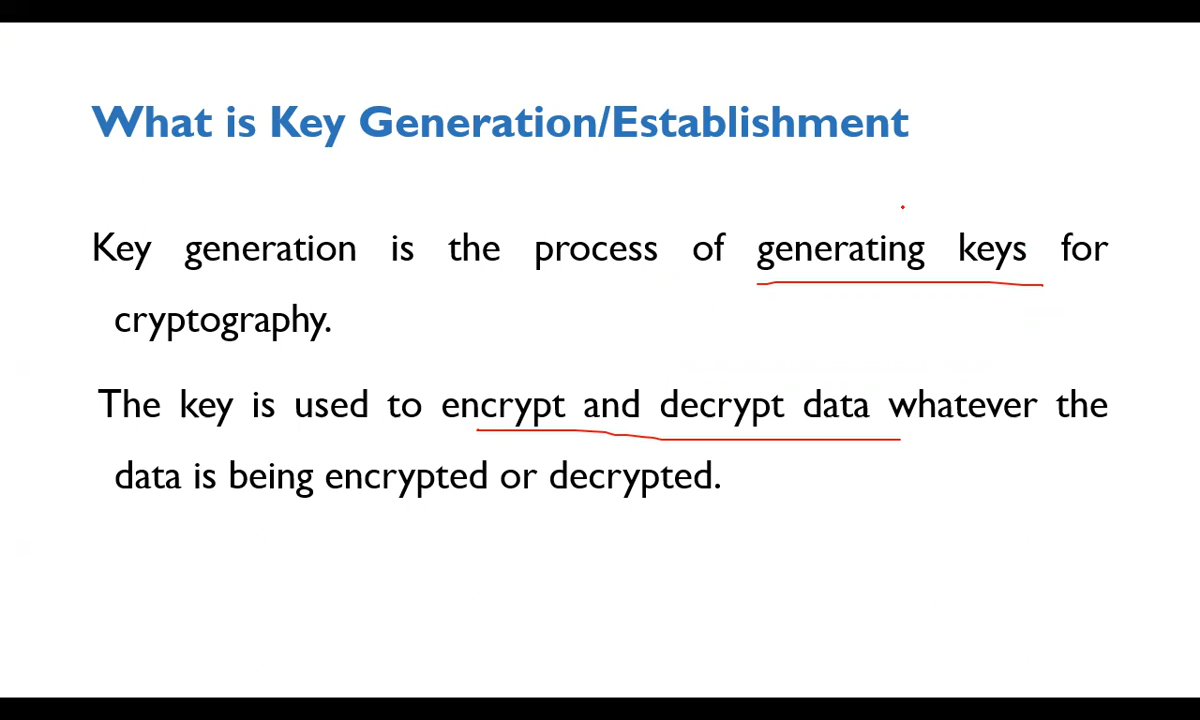 What is Key Generation/Establishment
Key generation is the process of generating keys for
cryptography.
The key is used to encrypt and decrypt data whatever the
data is being encrypted or decrypted.